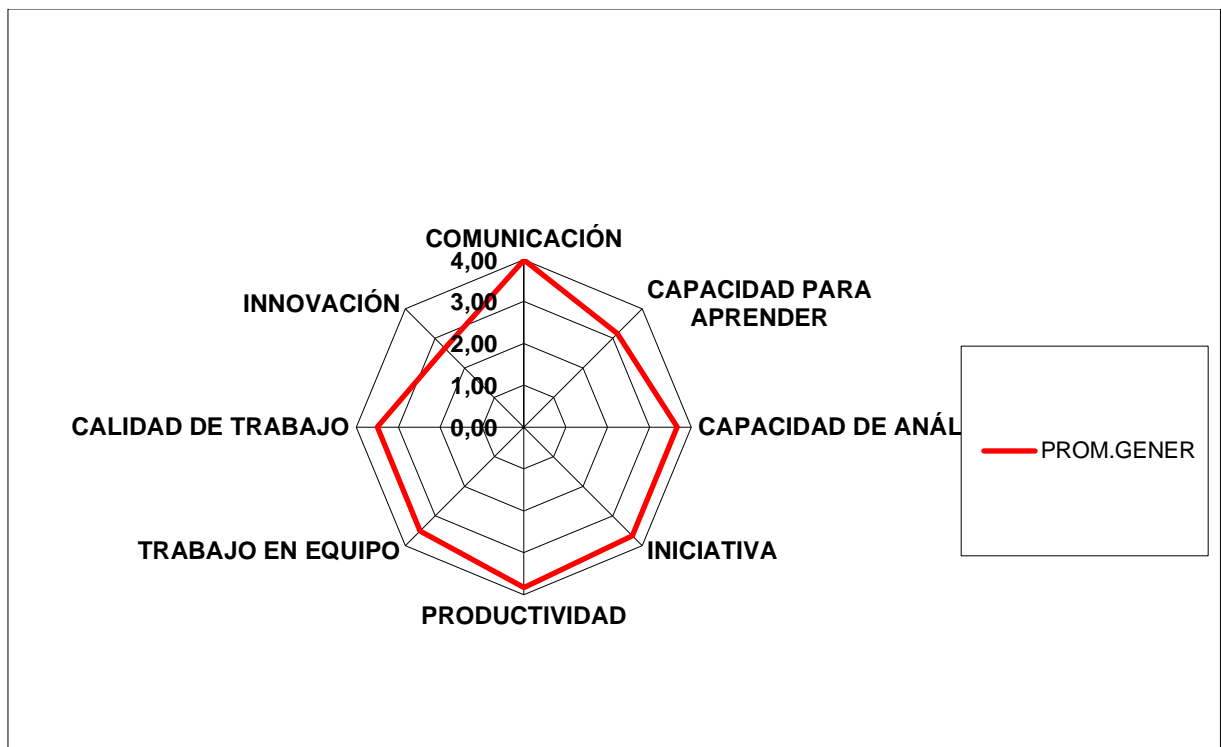 COMUNICACIÓN
4,00
CAPACIDAD PARA
APRENDER
INNOVACIÓN
3,00
2,00
1,00
CALIDAD DE TRABAJO
0,00
CAPACIDAD DE ANÁL
PROM.GENER
TRABAJO EN EQUIPO
INICIATIVA
PRODUCTIVIDAD